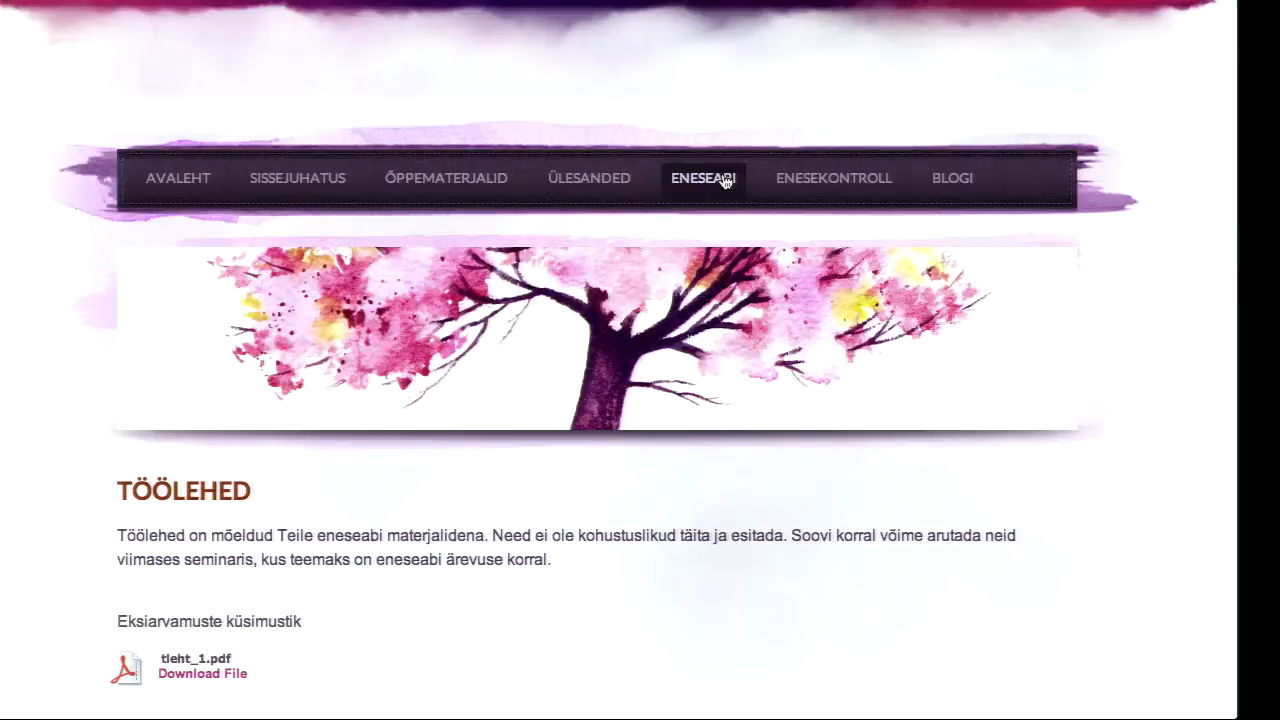 AVALEHT SISSEJUHATUS ÕPPEMATERJALID ÜLESANDED ENESEABI ENESEKONTROLL BLOGI
TÖÖLEHED
Töölehed on mõeldud Teile eneseabi materjalidena. Need ei ole kohustuslikud täita ja esitada. Soovi korral võime arutada neid
viimases seminaris, kus teemaks on eneseabi ärevuse korral.
Eksiarvamuste küsimustik
tleht_1.pdf
Download File